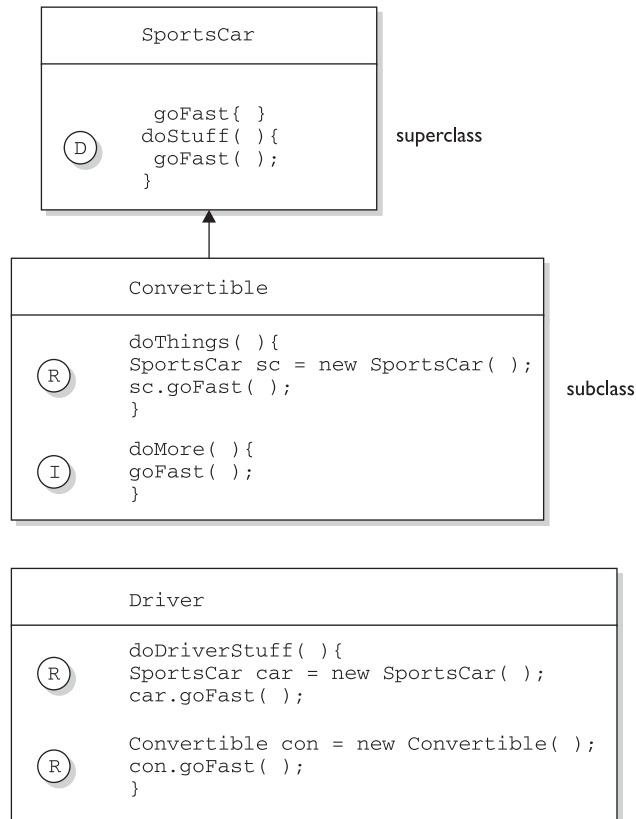 SportsCar
goFast{ }
D
doStuff( ){
goFast( );
}
superclass
Convertible
R
doThings( ){
SportsCar sc = new SportsCar( );
sc.goFast( );
}
subclass
I
doMore( ){
goFast( );
}
Driver
R
doDriverStuff( ){
SportsCar car = new SportsCar( );
car.goFast( );
R
Convertible con = new Convertible( );
con.goFast( );
}